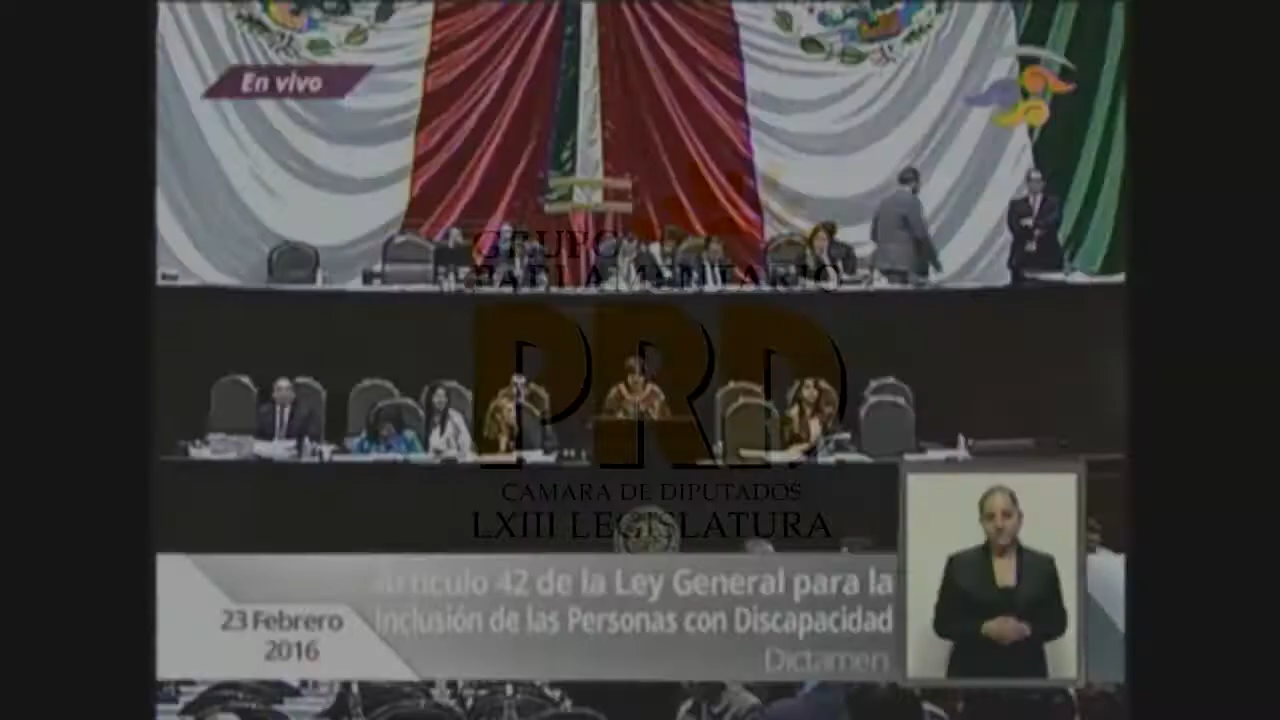 En vivo
GRUPO
PARLAMENTARIO
PRD
CAMARA DE DIPUTADOS
LXIII LEGISLATURA
Artículo 42 de la Ley General para la
Inclusión de las Personas con Discapacidad
Dictamen
23 Febrero
2016